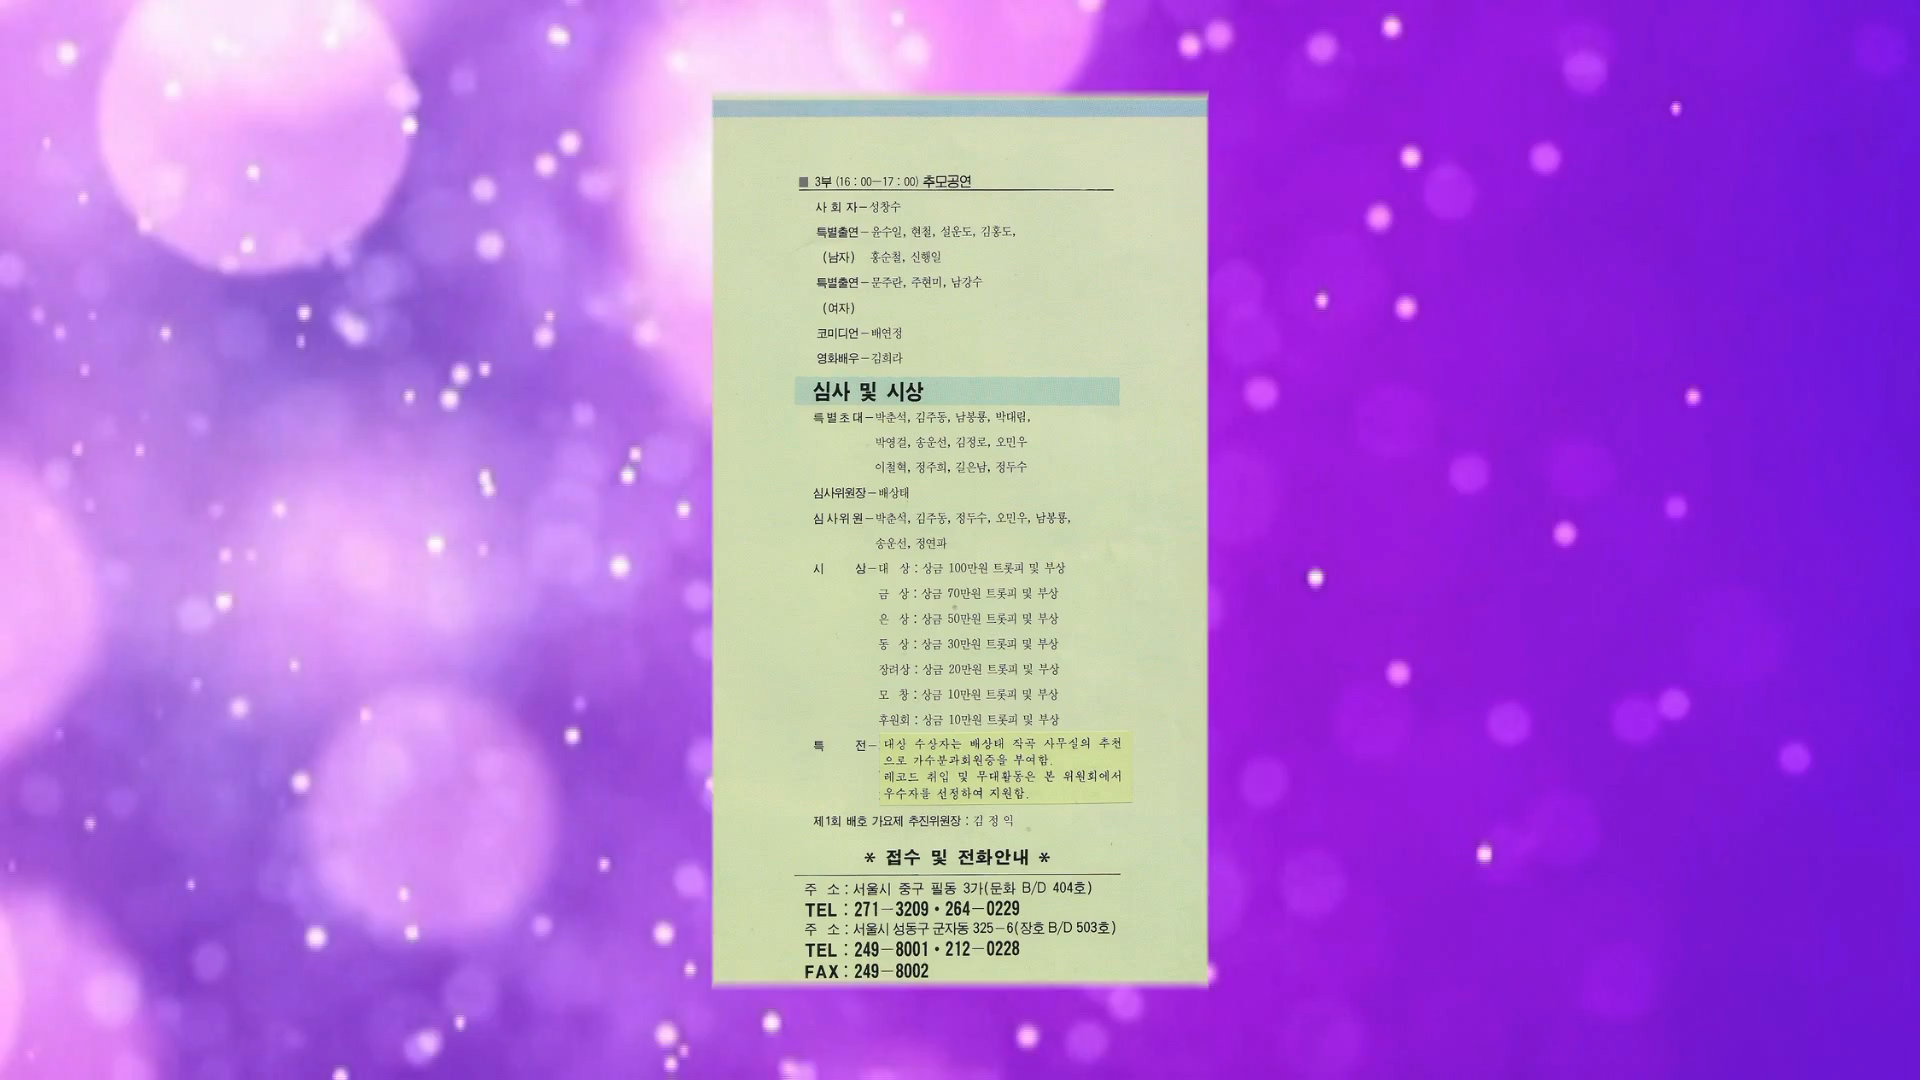 ■ 3부 (16 : 00－17 : 00) 추모공연
사 회 자－성창수
특별출연－윤수일, 현철, 설운도, 김홍도,
(남자) 홍순철, 신행일
특별출연－문주란, 주현미, 남강수
(여자)
코미디언－배연정
영화배우－김희라
심사 및 시상
특별초대－박춘석, 김주동, 남봉룡, 박대림,
박영걸, 송운선, 김정로, 오민우
이철혁, 정주희, 길은남, 정두수
심사위원장－배상태
심사위원－박춘석, 김주동, 정두수, 오민우, 남봉룡,
송운선, 정연파
시 상－대 상 : 상금 100만원 트롯피 및 부상
금 상 : 상금 70만원 트롯피 및 부상
은 상 : 상금 50만원 트롯피 및 부상
동 상 : 상금 30만원 트롯피 및 부상
장려상 : 상금 20만원 트롯피 및 부상
모 창 : 상금 10만원 트롯피 및 부상
후원회 : 상금 10만원 트롯피 및 부상
특 전－대상 수상자는 배상태 작곡 사무실의 추천
으로 가수분과회원증을 부여함.
레코드 취입 및 무대활동은 본 위원회에서
우수자를 선정하여 지원함.
제1회 배호 가요제 추진위원장 : 김 정 익
* 접수 및 전화안내 *
주 소 : 서울시 중구 필동 3가(문화 B/D 404호)
TEL : 271－3209 • 264－0229
주 소 : 서울시 성동구 군자동 325－6(장호 B/D 503호)
TEL : 249－8001 • 212－0228
FAX : 249－8002